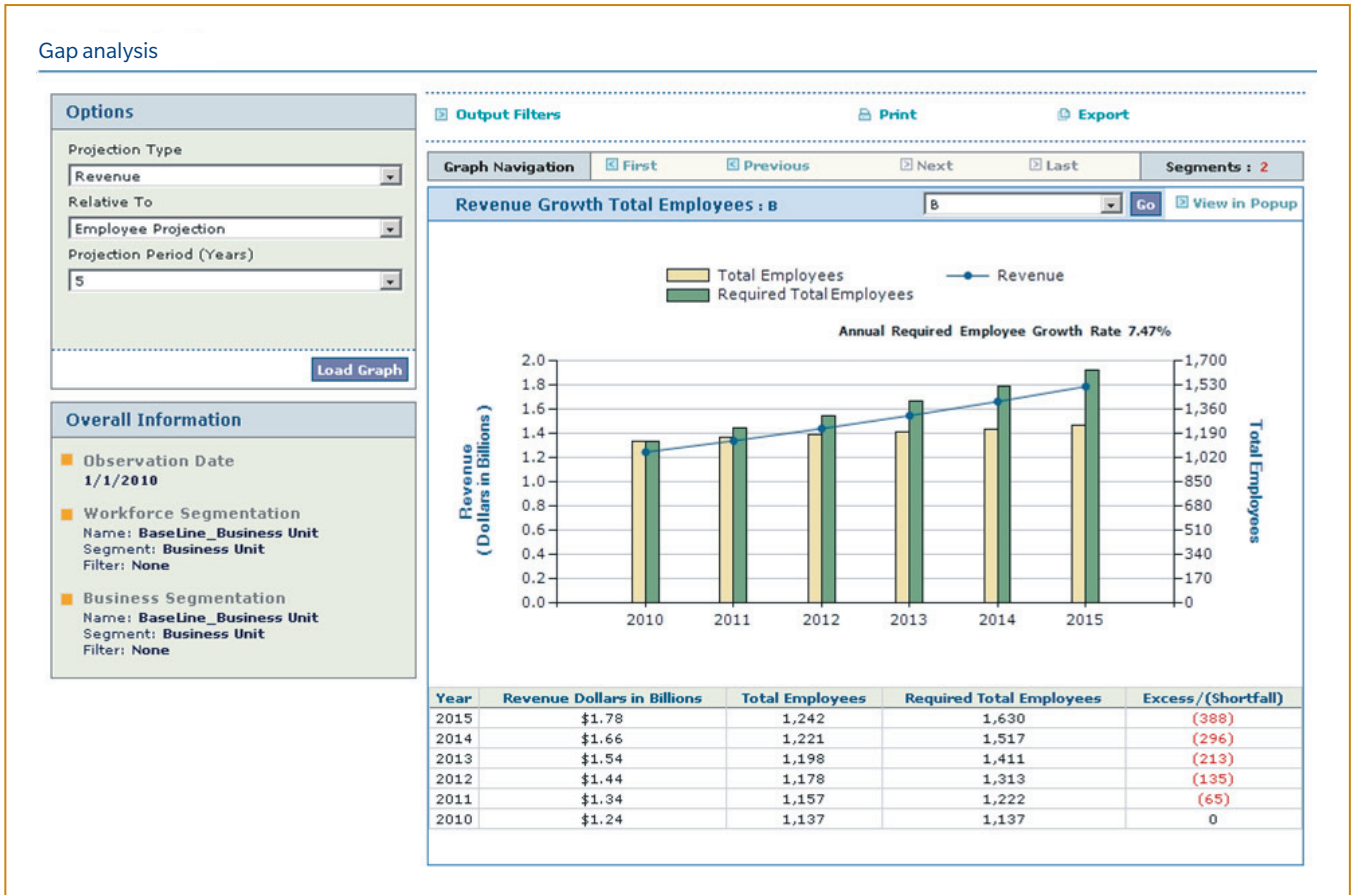 Gap analysis
Options
Projection Type
Revenue
Relative To
Employee Projection
Projection Period (Years)
5
Load Graph
Overall Information
Observation Date
1/1/2010
Workforce Segmentation
Name: BaseLine_Business Unit
Segment: Business Unit
Filter: None
Business Segmentation
Name: BaseLine_Business Unit
Segment: Business Unit
Filter: None
Output Filters Print Export
Graph Navigation First Previous Next Last Segments : 2
Revenue Growth Total Employees : B B Go View in Popup
Total Employees Revenue
Required Total Employees
Annual Required Employee Growth Rate 7.47%
Revenue
(Dollars in Billions)
2.0
1.8
1.6
1.4
1.2
1.0
0.8
0.6
0.4
0.2
0.0
1,700
1,530
1,360
1,190
1,020
850
680
510
340
170
0
Total Employees
2010 2011 2012 2013 2014 2015
Year Revenue Dollars in Billions Total Employees Required Total Employees Excess/(Shortfall)
2015 $1.78 1,242 1,630 (388)
2014 $1.66 1,221 1,517 (296)
2013 $1.54 1,198 1,411 (213)
2012 $1.44 1,178 1,313 (135)
2011 $1.34 1,157 1,222 (65)
2010 $1.24 1,137 1,137 0